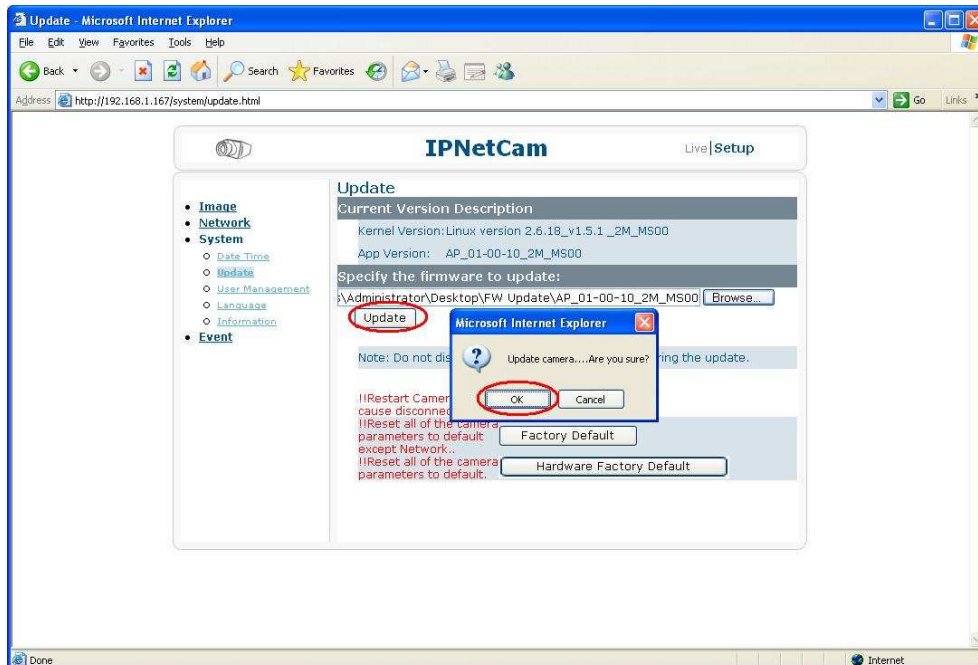 Update - Microsoft Internet Explorer
File Edit View Favorites Tools Help
Back Search Favorites
Address http://192.168.1.167/system/update.html Go Links
IPNetCam
Live|Setup
Image
Network
System
Date Time
Update
User Management
Language
Information
Event
Update
Current Version Description
Kernel Version:Linux version 2.6.18_v1.5.1 _2M_MS00
App Version: AP_01-00-10_2M_MS00
Specify the firmware to update:
s\Administrator\Desktop\FW Update\AP_01-00-10_2M_MS00 Browse...
Update
Microsoft Internet Explorer
Update camera....Are you sure?
OK Cancel
Note: Do not dis ring the update.
!!Restart Camer
cause disconnec
!!Reset all of the camera
parameters to default
except Network..
Factory Default
!!Reset all of the camera
parameters to default.
Hardware Factory Default
Done Internet